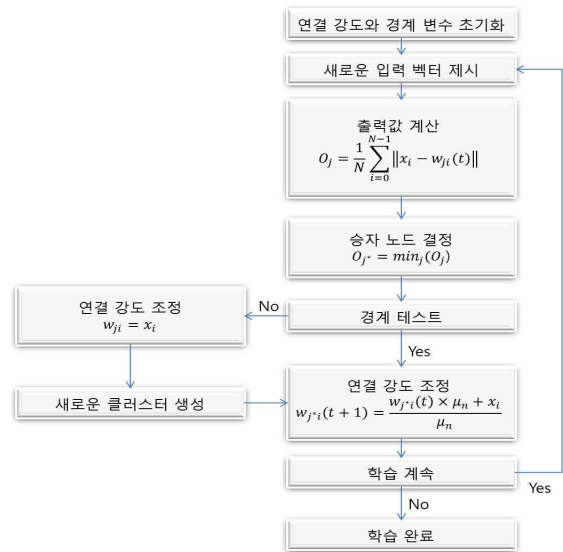 연결 강도와 경계 변수 초기화
새로운 입력 벡터 제시
출력값 계산
O_j = \frac{1}{N} \sum_{i=0}^{N-1} \|x_i - w_{ji}(t)\|
승자 노드 결정
O_{j^*} = min_j(O_j)
연결 강도 조정
w_{ji} = x_i
No
경계 테스트
Yes
새로운 클러스터 생성
연결 강도 조정
w_{j^*i}(t+1) = \frac{w_{j^*i}(t) \times \mu_n + x_i}{\mu_n}
학습 계속
Yes
No
학습 완료